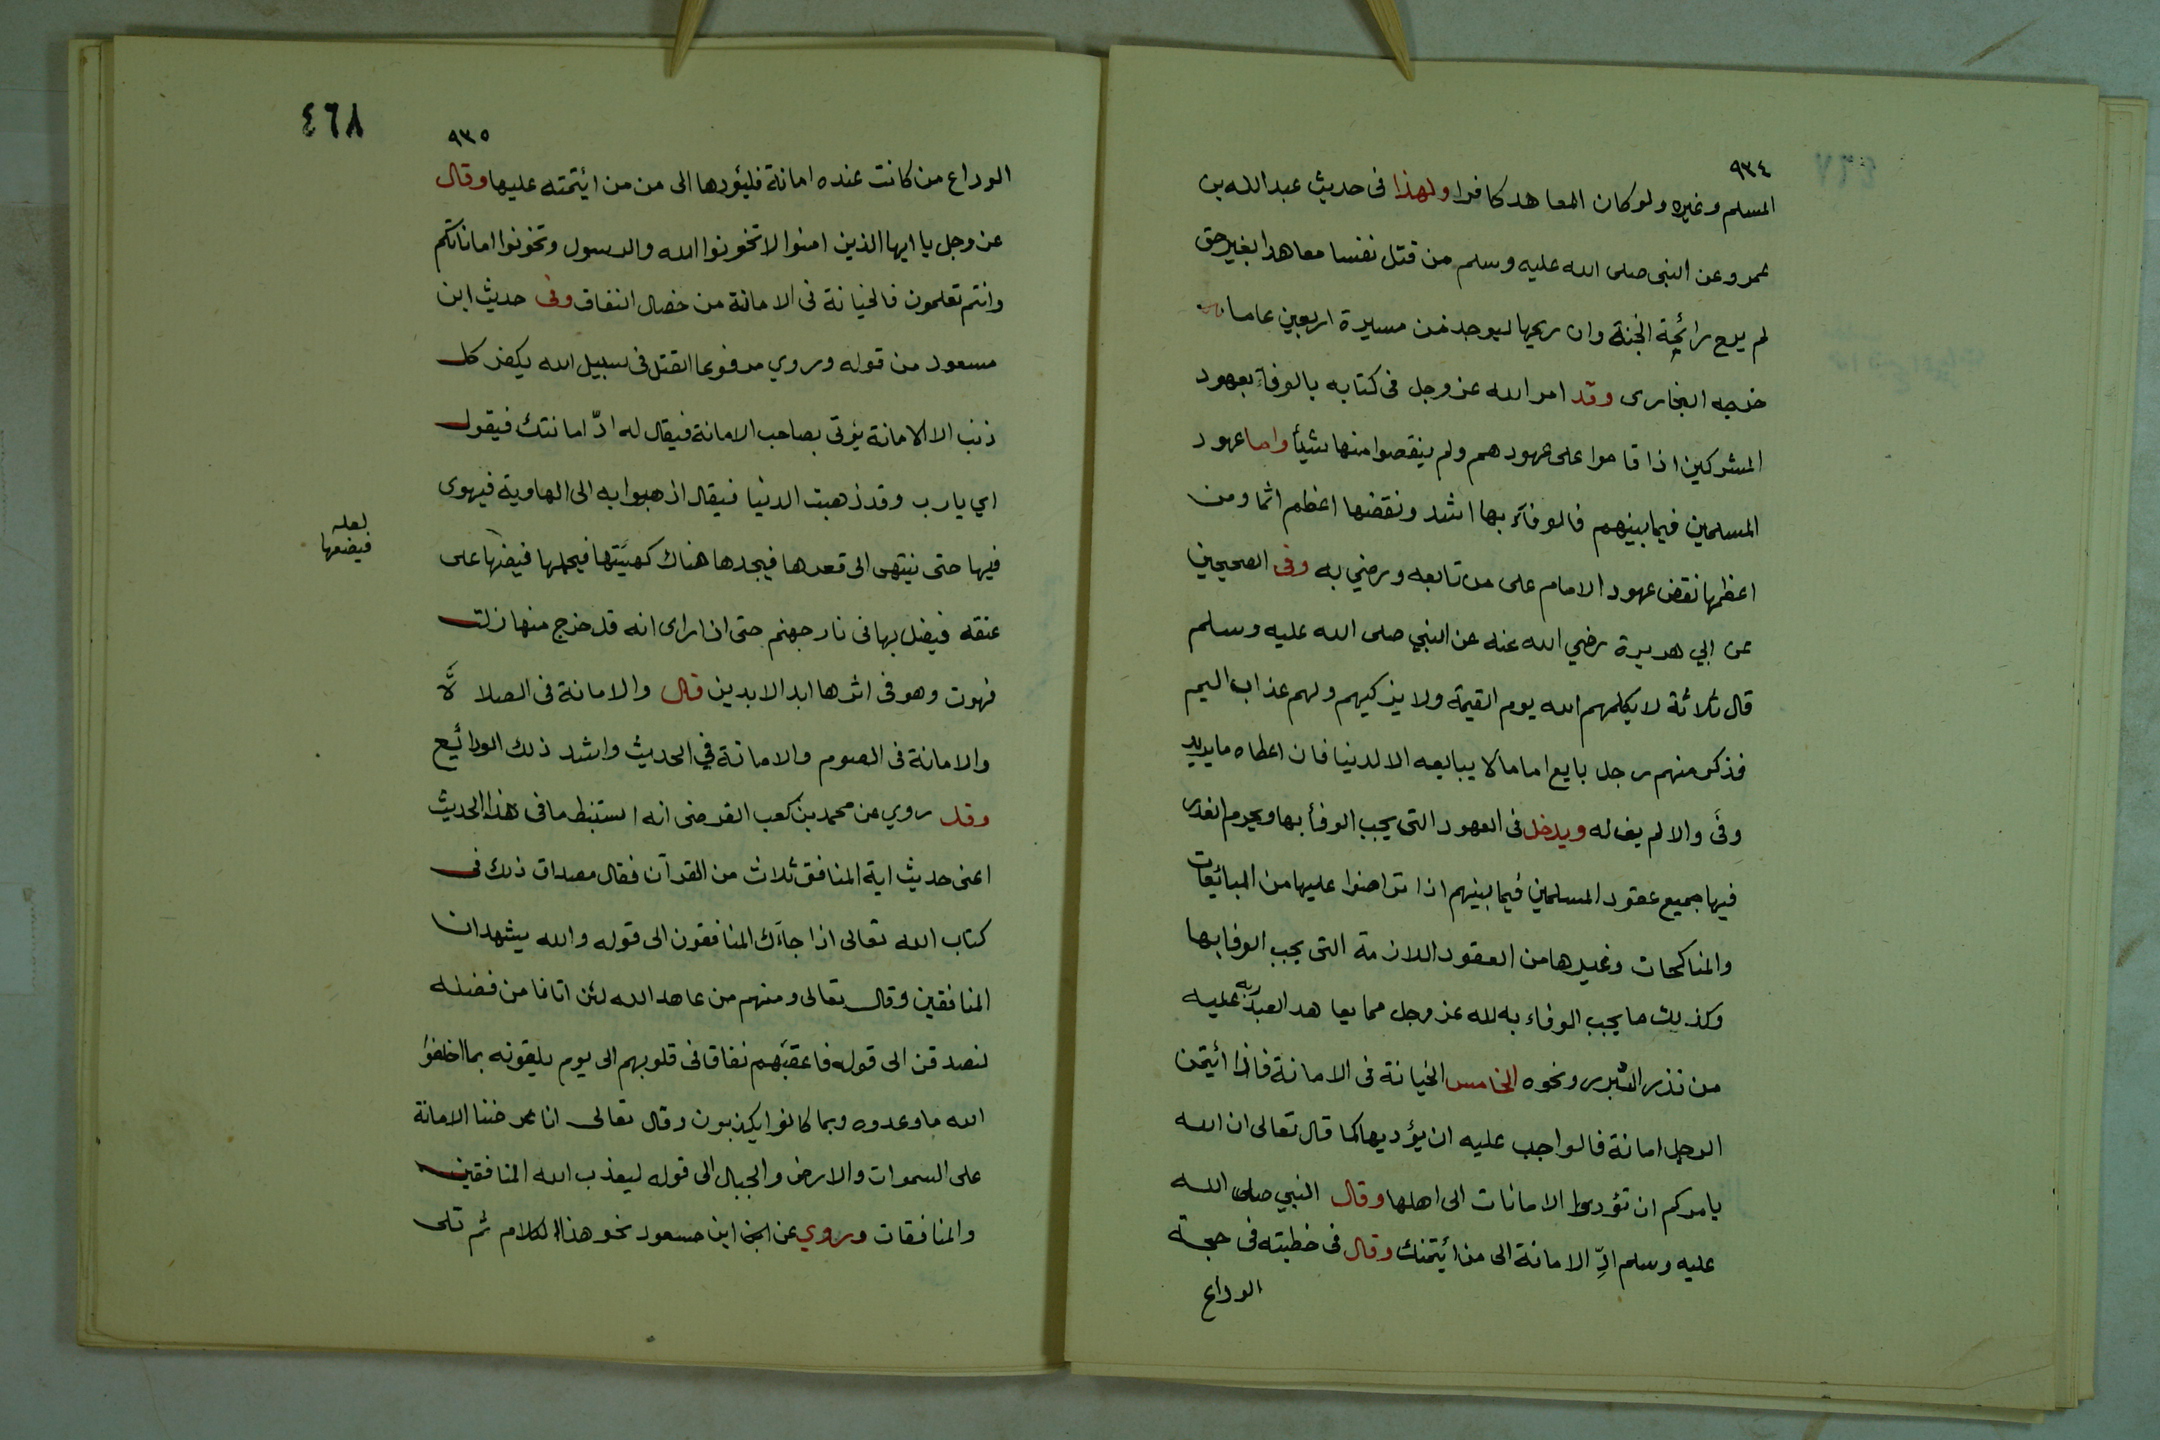 ٩٣٤
المسلم وغيره ولو كان المعاهد كافرا ولهذا فى حديث عبد الله بن
عمرو عن النبى صلى الله عليه وسلم من قتل نفسا معاهدا بغير حق
لم يرح رائحة الجنة وان ريحها ليوجد من مسيرة اربعين عاما
خرجه البخارى وقد امر الله عز وجل فى كتابه بالوفآء بعهود
المشركين اذا قاموا على عهودهم ولم ينقصوا منها شيأ واما عهود
المسلمين فيما بينهم فالوفآء بها اشد ونقضها اعظم اثما ومن
اعظمها نقض عهود الامام على من تابعه ورضي به وفى الصحيحين
عن ابي هريرة رضي الله عنه عن النبي صلى الله عليه وسلم
قال ثلاثة لا يكلمهم الله يوم القيمة ولا يزكيهم ولهم عذاب اليم
فذكر منهم رجل بايع اماما لا يبايعه الا لدنيا فان اعطاه ما يريد
وفّى والا لم يف له ويدخل فى العهود التى يجب الوفأ بها ويحرم الغدر
فيها جميع عقود المسلمين فيما بينهم اذا تراضوا عليها من المبائعات
والمناكحات وغيرها من العقود اللازمة التى يجب الوفا بها
وكذلك ما يجب الوفاء به لله عز وجل مما يعاهد العبد ربه عليه
من نذر التبرر ونحوه الخامس الخيانة فى الامانة فاذا ائتمن
الرجل امانة فالواجب عليه ان يؤديها كما قال تعالى ان الله
يامركم ان تؤدوا الامانات الى اهلها وقال النبي صلى الله
عليه وسلم ادّ الامانة الى من ائتمنك وقال فى خطبته فى حجة
الوداع
٤٦٨
٩٣٥
الوداع من كانت عنده امانة فليؤدها الى من من ائتمنه عليها وقال
عز وجل يا ايها الذين امنوا لا تخونوا الله والرسول وتخونوا اماناتكم
وانتم تعلمون فالخيانة فى الامانة من خصال النفاق وفى حديث ابن
مسعود من قوله وروي مرفوعا القتل فى سبيل الله يكفر كل
ذنب الا الامانة يؤتى بصاحب الامانة فيقال له ادّ امانتك فيقول
اي يا رب وقد ذهبت الدنيا فيقال اذهبوا به الى الهاوية فيهوى
فيها حتى ينتهى الى قعرها فيجدها هناك كهيئتها فيحملها فيضعها على
لعله
فيضعها
عنقه فيضل بها فى نار جهنم حتى اذا راى انه قد خرج منها زلت
فهوت وهو فى اثرها ابد الابدين قال والامانة فى الصلاة
والامانة فى الصوم والامانة في الحديث واشد ذلك الودائع
وقد روي عن محمد بن كعب القرضى انه استنبط ما فى هذا الحديث
اعنى حديث اية المنافق ثلاث من القرآن فقال مصداق ذلك فى
كتاب الله تعالى اذا جآءك المنافقون الى قوله والله يشهد ان
المنافقين وقال تعالى ومنهم من عاهد الله لئن اتانا من فضله
لنصدقن الى قوله فاعقبهم نفاقا فى قلوبهم الى يوم يلقونه بما اخلفوا
الله ما وعدوه وبما كانوا يكذبون وقال تعالى انا عرضنا الامانة
على السموات والارض والجبال الى قوله ليعذب الله المنافقين
والمنافقات وروي عن ابن مسعود نحو هذا الكلام ثم تلى